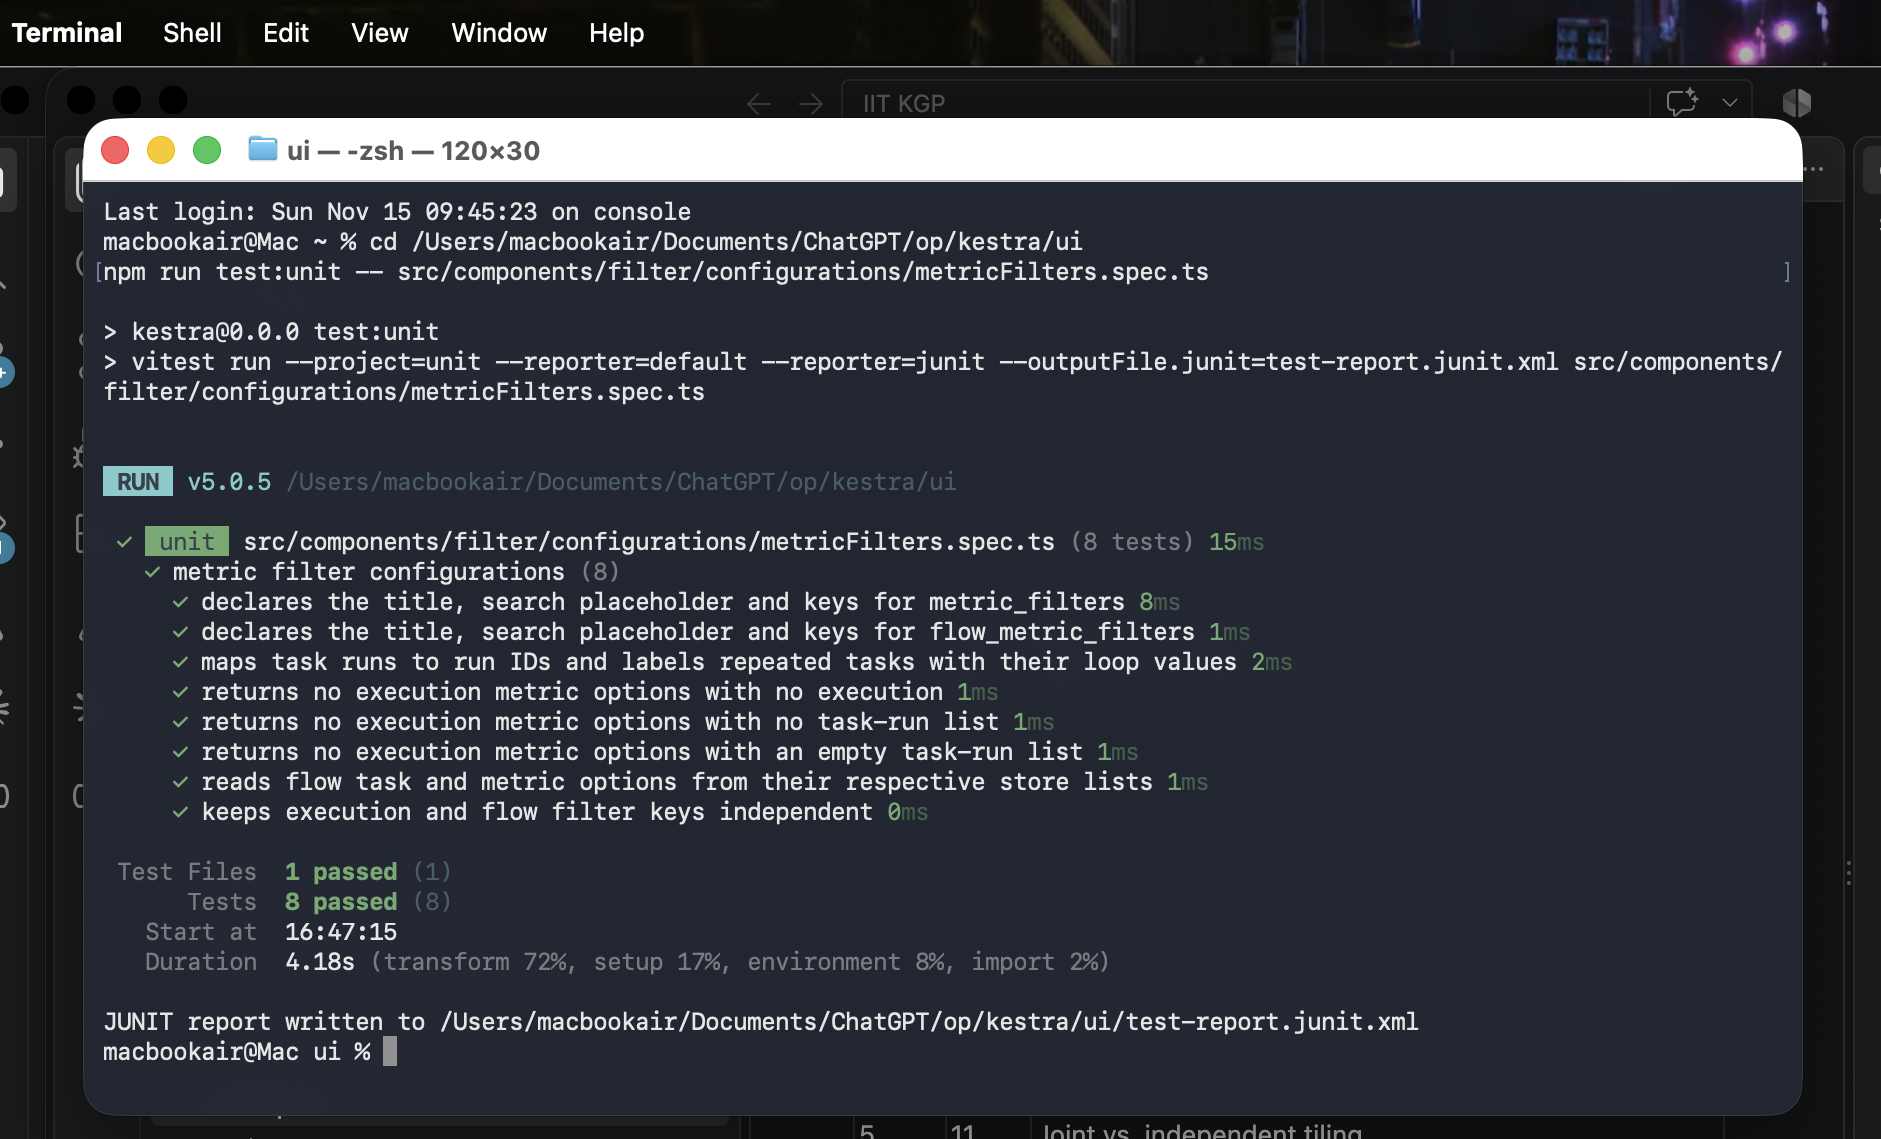 Terminal Shell Edit View Window Help
IIT KGP
ui — -zsh — 120×30
Last login: Sun Nov 15 09:45:23 on console
macbookair@Mac ~ % cd /Users/macbookair/Documents/ChatGPT/op/kestra/ui
[npm run test:unit -- src/components/filter/configurations/metricFilters.spec.ts ]
> kestra@0.0.0 test:unit
> vitest run --project=unit --reporter=default --reporter=junit --outputFile.junit=test-report.junit.xml src/components/
filter/configurations/metricFilters.spec.ts
RUN v5.0.5 /Users/macbookair/Documents/ChatGPT/op/kestra/ui
✓ unit src/components/filter/configurations/metricFilters.spec.ts (8 tests) 15ms
✓ metric filter configurations (8)
✓ declares the title, search placeholder and keys for metric_filters 8ms
✓ declares the title, search placeholder and keys for flow_metric_filters 1ms
✓ maps task runs to run IDs and labels repeated tasks with their loop values 2ms
✓ returns no execution metric options with no execution 1ms
✓ returns no execution metric options with no task-run list 1ms
✓ returns no execution metric options with an empty task-run list 1ms
✓ reads flow task and metric options from their respective store lists 1ms
✓ keeps execution and flow filter keys independent 0ms
Test Files 1 passed (1)
Tests 8 passed (8)
Start at 16:47:15
Duration 4.18s (transform 72%, setup 17%, environment 8%, import 2%)
JUNIT report written to /Users/macbookair/Documents/ChatGPT/op/kestra/ui/test-report.junit.xml
macbookair@Mac ui %
5 11 Joint vs. independent tiling